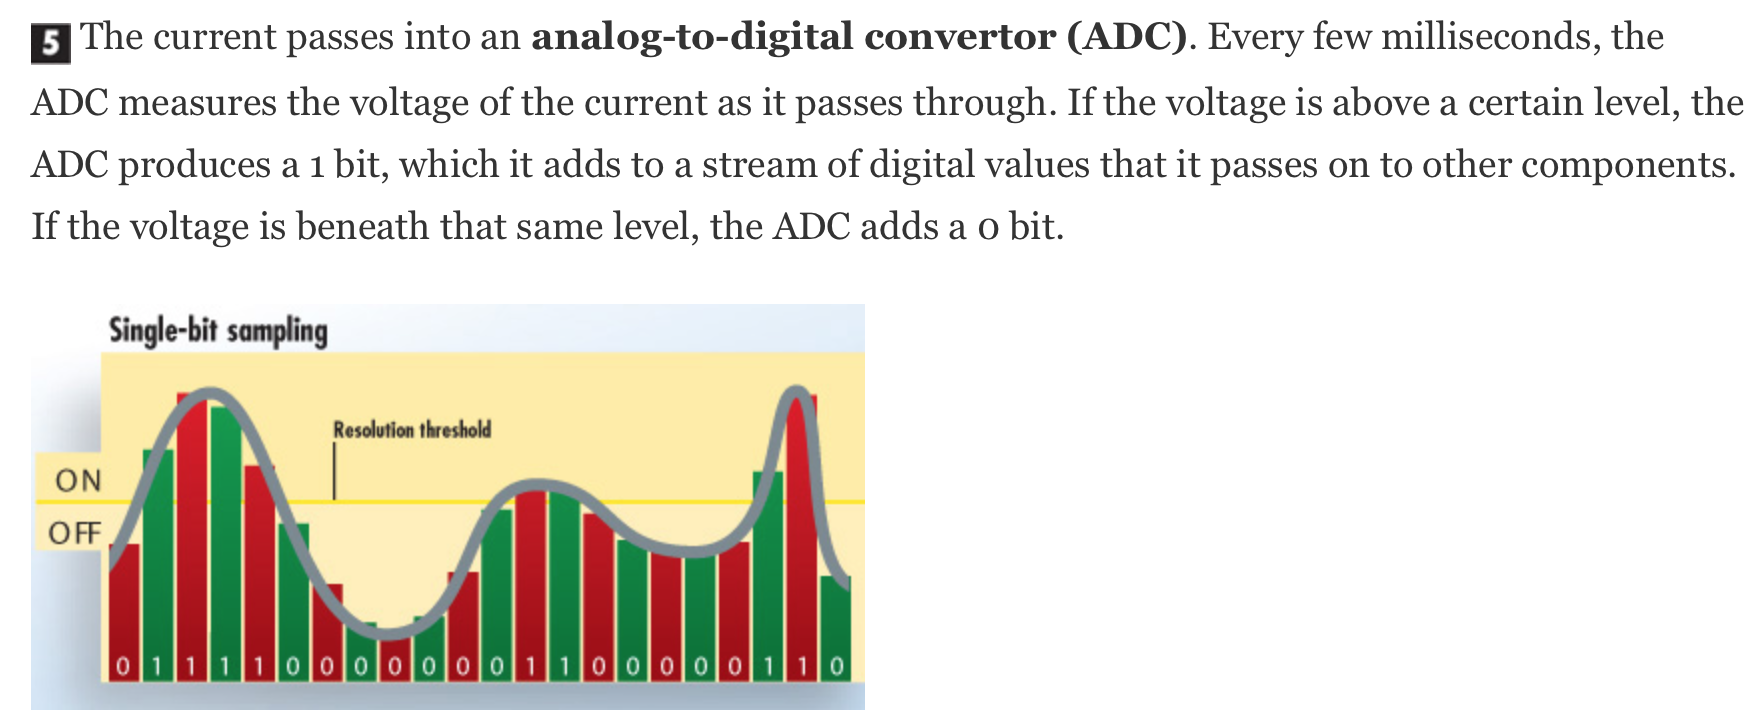 5 The current passes into an analog-to-digital convertor (ADC). Every few milliseconds, the
ADC measures the voltage of the current as it passes through. If the voltage is above a certain level, the
ADC produces a 1 bit, which it adds to a stream of digital values that it passes on to other components.
If the voltage is beneath that same level, the ADC adds a 0 bit.
Single-bit sampling
Resolution threshold
ON
OFF
0 1 1 1 1 0 0 0 0 0 0 0 1 1 0 0 0 0 0 1 1 0